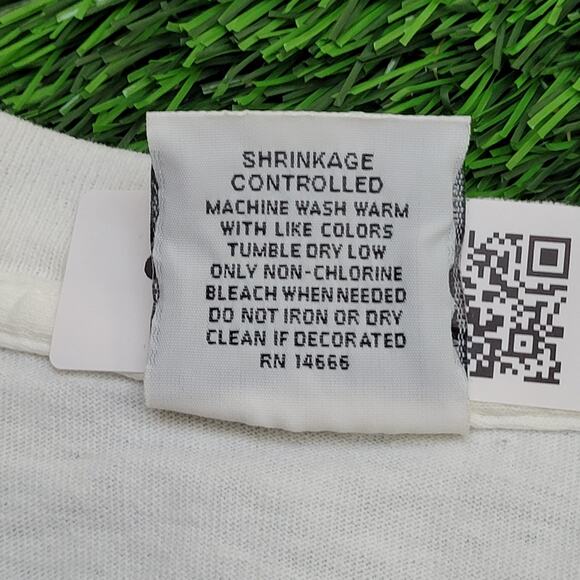 SHRINKAGE
CONTROLLED
MACHINE WASH WARM
WITH LIKE COLORS
TUMBLE DRY LOW
ONLY NON-CHLORINE
BLEACH WHEN NEEDED
DO NOT IRON OR DRY
CLEAN IF DECORATED
RN 14666